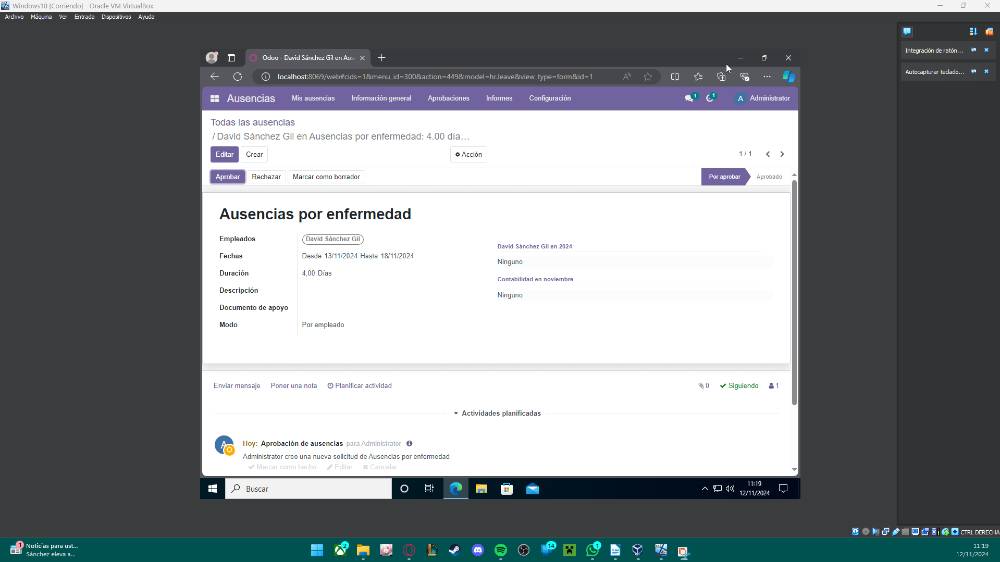 Windows10 [Corriendo] - Oracle VM VirtualBox
Archivo Máquina Ver Entrada Dispositivos Ayuda
Integración de ratón...
Autocapturar teclado...
Odoo - David Sánchez Gil en Aus
localhost:8069/web#cids=1&menu_id=300&action=449&model=hr.leave&view_type=form&id=1
Ausencias Mis ausencias Información general Aprobaciones Informes Configuración 1 1 A Administrator
Todas las ausencias
/ David Sánchez Gil en Ausencias por enfermedad: 4.00 día...
Editar Crear Acción 1 / 1
Aprobar Rechazar Marcar como borrador Por aprobar Aprobado
Ausencias por enfermedad
Empleados David Sánchez Gil
Fechas Desde 13/11/2024 Hasta 18/11/2024
Duración 4,00 Días
Descripción
Documento de apoyo
Modo Por empleado
David Sánchez Gil en 2024
Ninguno
Contabilidad en noviembre
Ninguno
Enviar mensaje Poner una nota Planificar actividad 0 Siguiendo 1
Actividades planificadas
A Hoy: Aprobación de ausencias para Administrator
Administrator creo una nueva solicitud de Ausencias por enfermedad
Marcar como hecho Editar Cancelar
Buscar
11:19
12/11/2024
CTRL DERECHA
1 Noticias para ust...
Sánchez eleva a...
2 14 1
11:19
12/11/2024